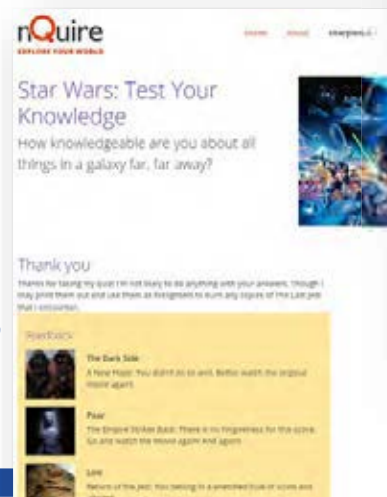 nQuire
EXPLORE YOUR WORLD
Home About
Star Wars: Test Your
Knowledge
How knowledgeable are you about all
things in a galaxy far, far away?
Thank you
Thanks for taking my quiz! I'm not likely to do anything with your answers, though I
may print them out and use them as firelighters to burn any copies of The Last Jedi
that I encounter.
Feedback
The Dark Side
A New Hope: You didn't do so well. Better watch the original
movie again!
Poor
The Empire Strikes Back: There is no forgiveness for this score.
Go and watch the movie again! And again!
Low
Return of the Jedi: You belong in a wretched hive of scum and